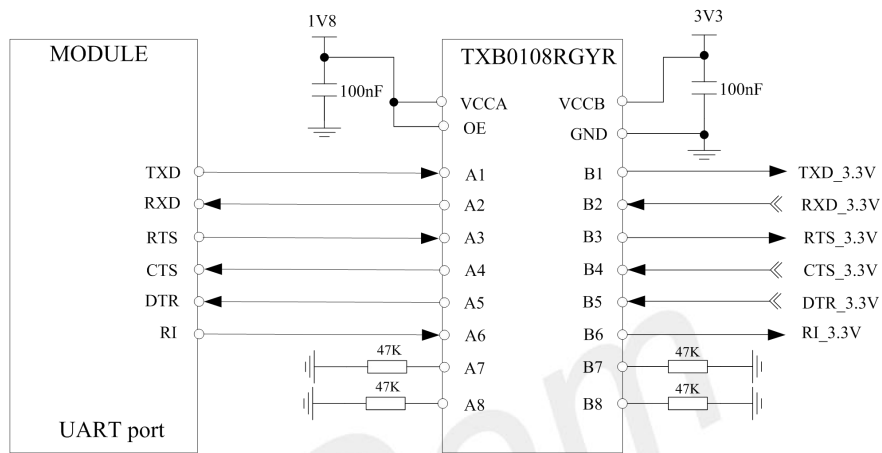 1V8
3V3
MODULE
TXB0108RGYR
100nF
VCCA
VCCB
100nF
OE
GND
TXD
A1
B1
TXD_3.3V
RXD
A2
B2
RXD_3.3V
RTS
A3
B3
RTS_3.3V
CTS
A4
B4
CTS_3.3V
DTR
A5
B5
DTR_3.3V
RI
A6
B6
RI_3.3V
47K
A7
B7
47K
47K
A8
B8
47K
UART port